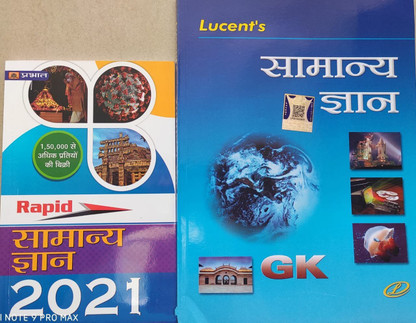 प्रभात
1,50,000 से
अधिक प्रतियों
की बिक्री
Rapid
सामान्य
ज्ञान
2021
Lucent's
सामान्य
ज्ञान
GK
NOTE 9 PRO MAX